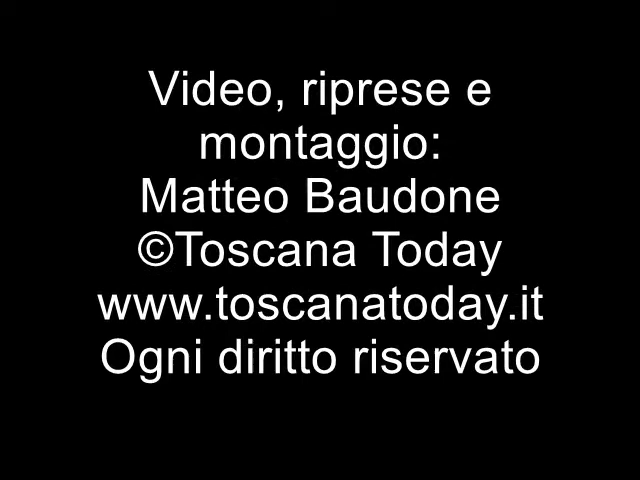 Video, riprese e
montaggio:
Matteo Baudone
©Toscana Today
www.toscanatoday.it
Ogni diritto riservato